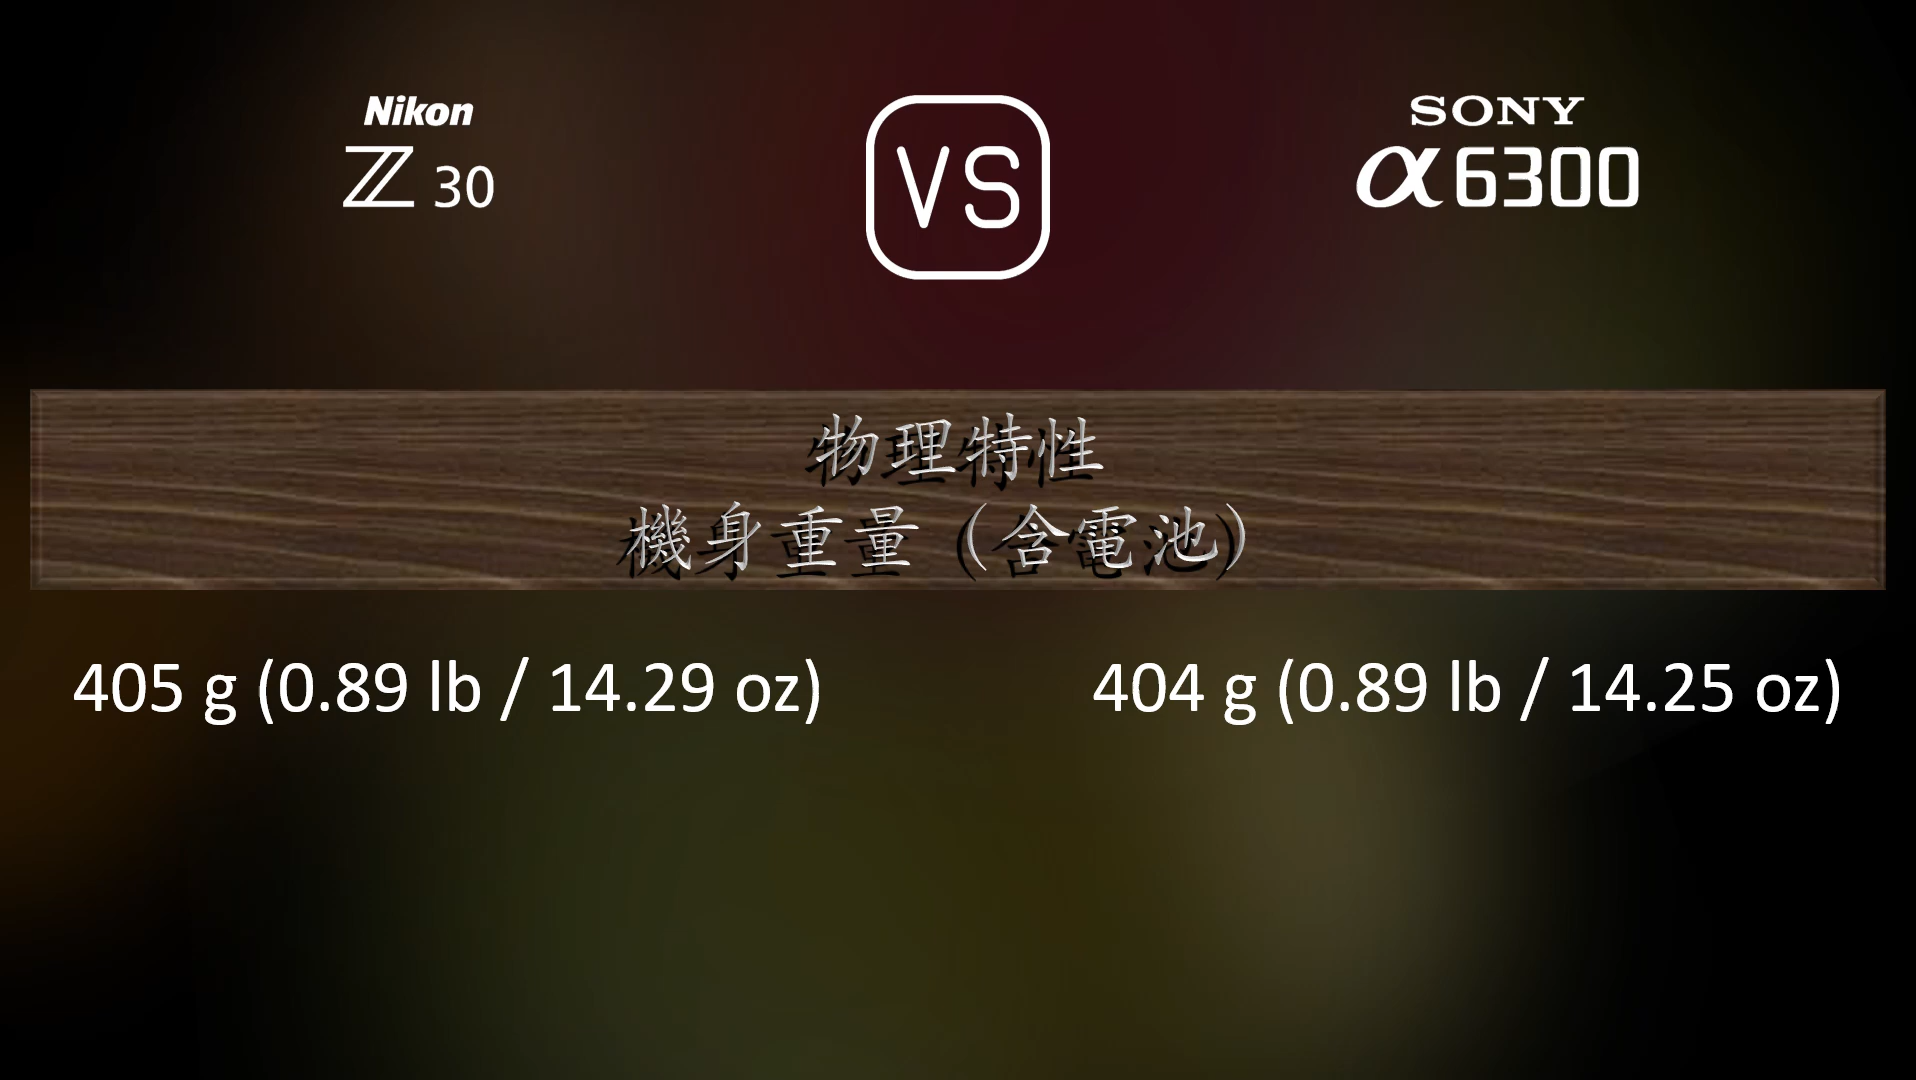 Nikon
Z 30
VS
SONY
α6300
物理特性
機身重量（含電池）
405 g (0.89 lb / 14.29 oz)
404 g (0.89 lb / 14.25 oz)